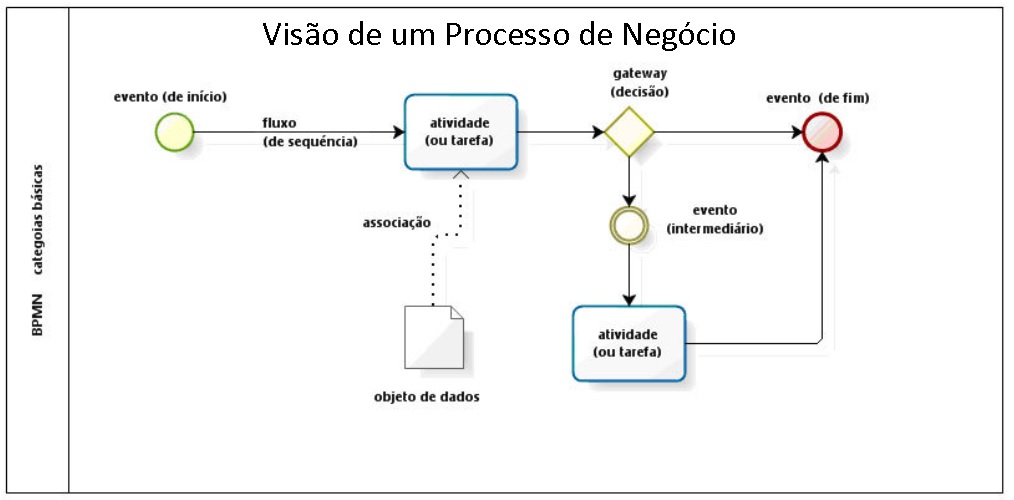 Visão de um Processo de Negócio
BPMN categoias básicas
evento (de início)
fluxo
(de sequéncia)
atividade
(ou tarefa)
gateway
(decisão)
evento (de fim)
associação
evento
(intermediário)
atividade
(ou tarefa)
objeto de dados